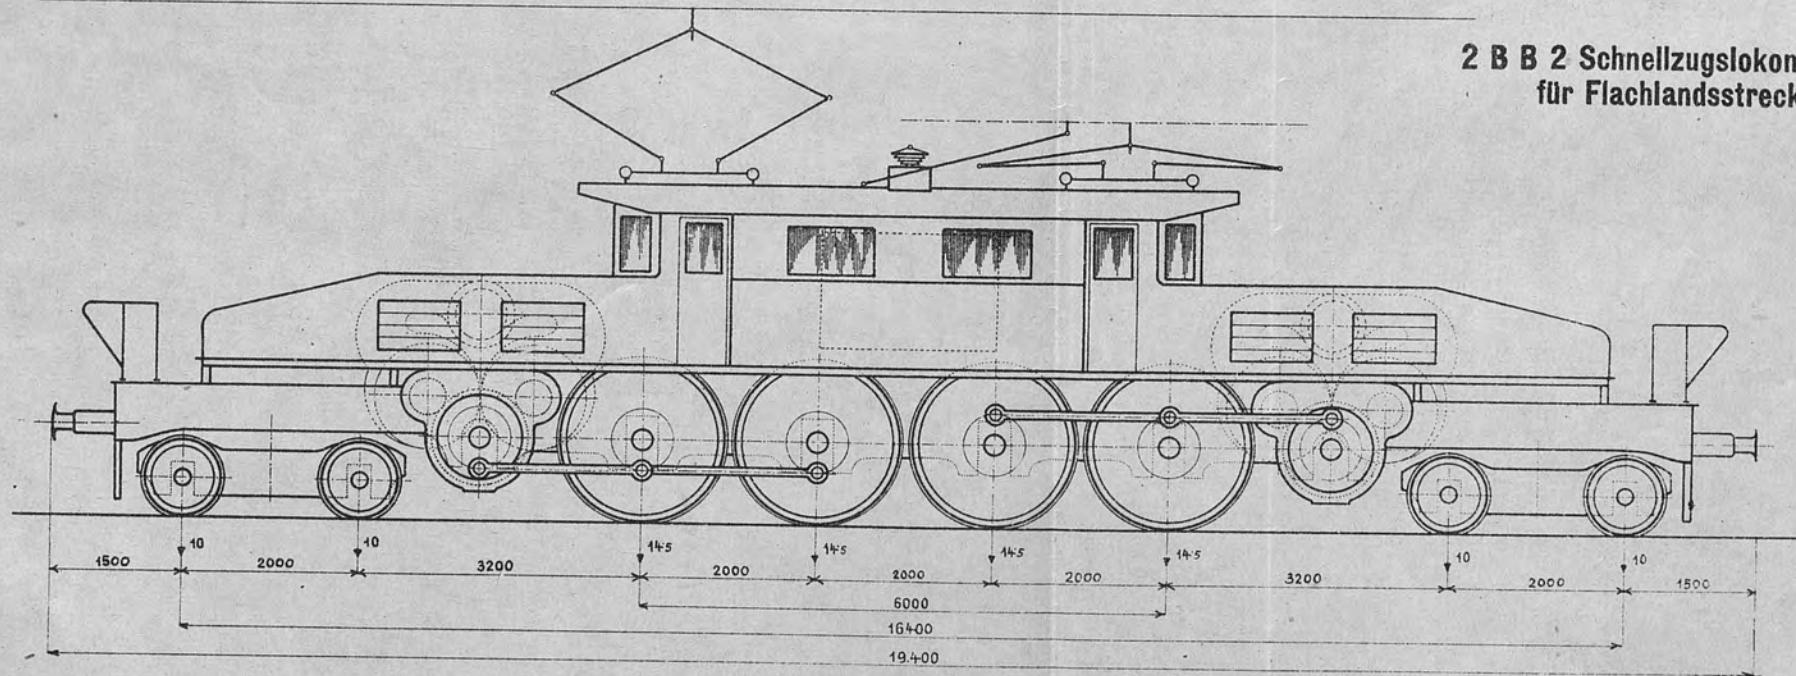 2 B B 2 Schnellzugslokom
für Flachlandsstreck
10 10 14·5 14·5 14·5 14·5 10 10
1500 2000 3200 2000 2000 2000 3200 2000 1500
6000
16400
19.400